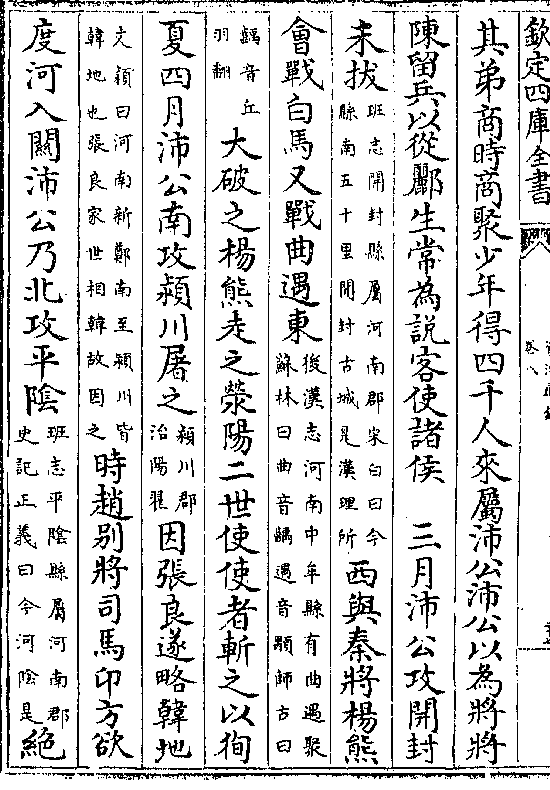 欽定四庫全書
卷八
其弟商時商聚少年得四千人來屬沛公沛公以為將將
陳留兵以從酈生常為說客使諸侯 三月沛公攻開封
未拔班志開封縣屬河南郡宋白曰今縣南五十里開封古城是漢理所西與秦將楊熊
會戰白馬又戰曲遇東後漢志河南中牟縣有曲遇聚蘇林曰曲音齲遇音顒師古曰
齲音丘羽翻大破之楊熊走之滎陽二世使使者斬之以徇
夏四月沛公南攻潁川屠之潁川郡治陽翟因張良遂略韓地
文潁曰河南新鄭南至潁川皆韓地也張良家世相韓故因之時趙别將司馬卬方欲
度河入關沛公乃北攻平陰班志平陰縣屬河南郡史記正義曰今河陰是絕